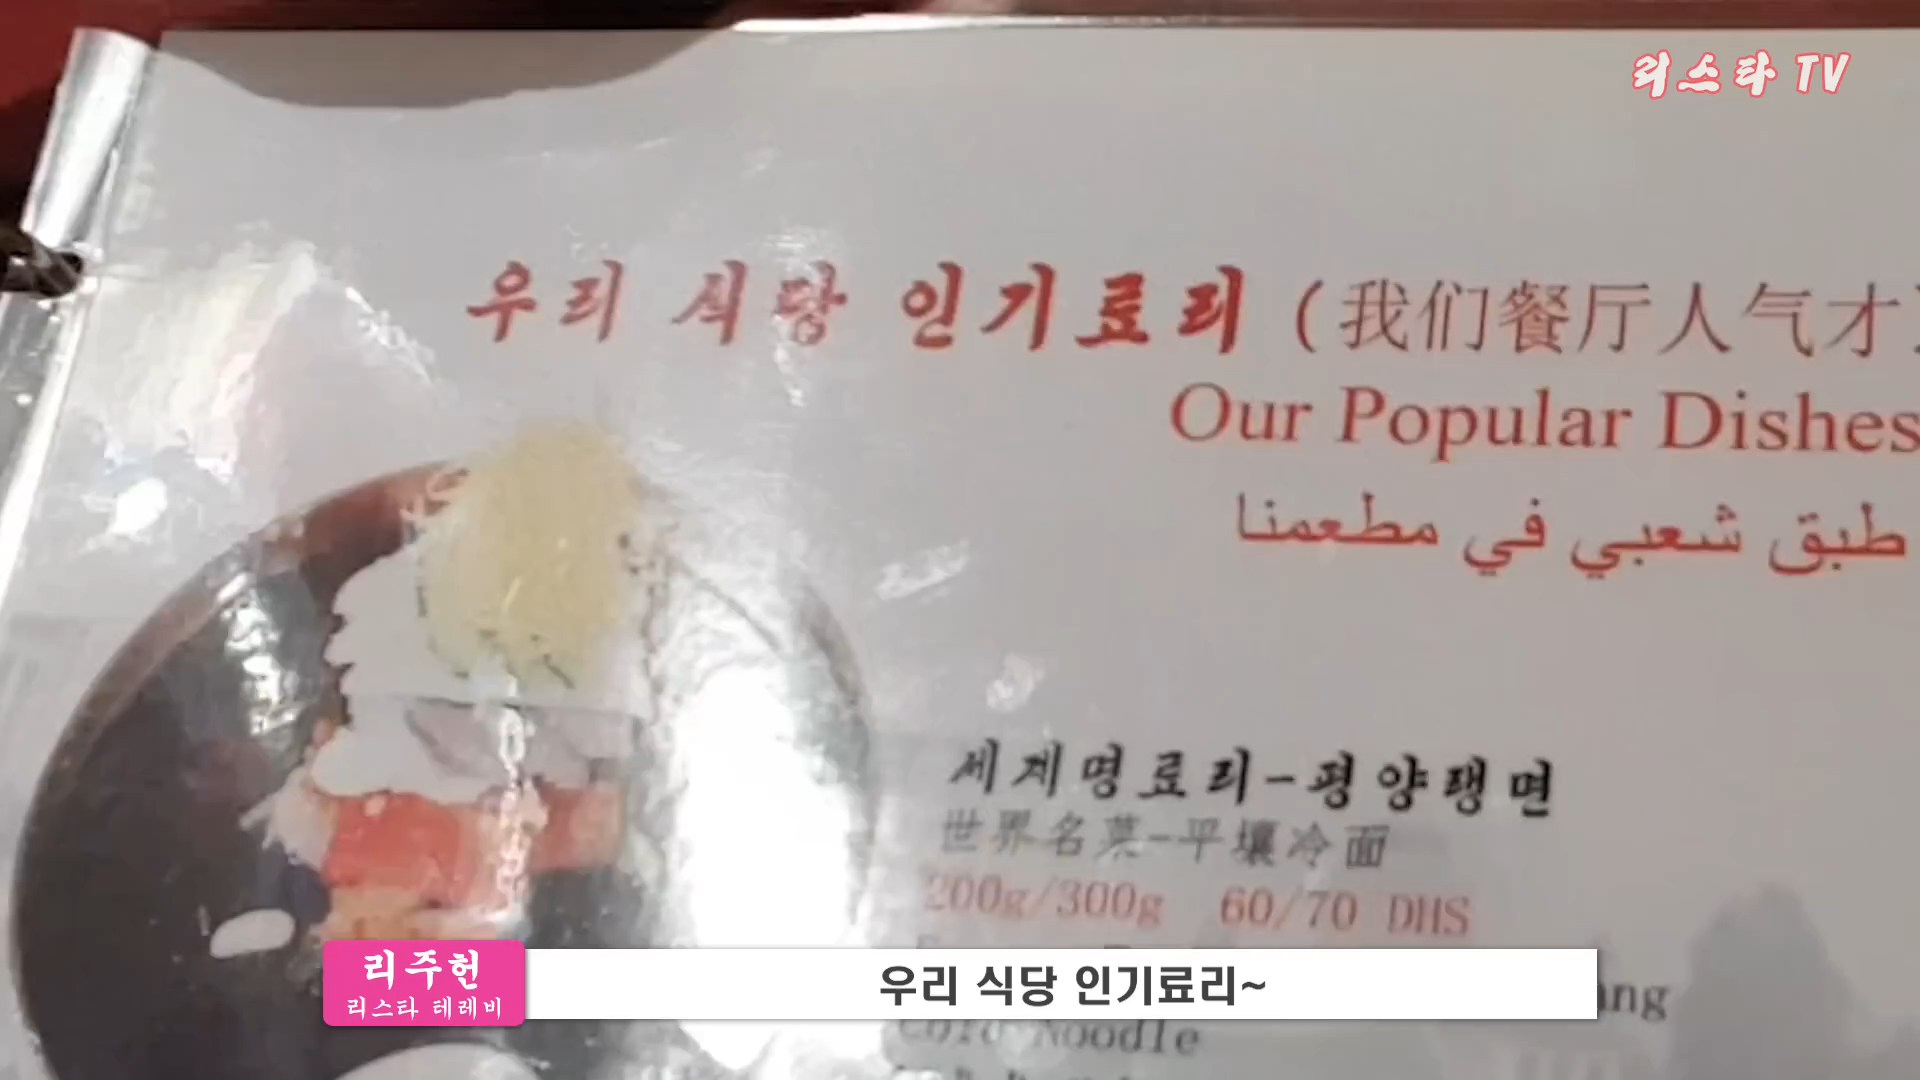 리스타 TV
우리 식당 인기료리 (我们餐厅人气
Our Popular Dishes
طبق شعبي في مطعمنا
세계명료리-평양랭면
世界名菜-平壤冷面
200g/300g 60/70 DHS
Cold Noodle
리주헌
리스타 테레비
우리 식당 인기료리~